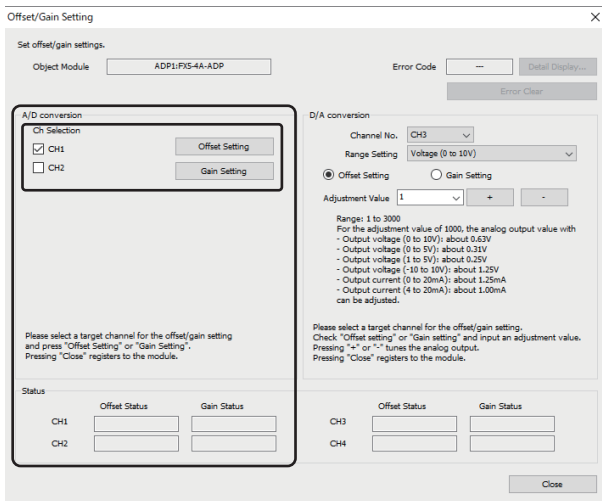 Offset/Gain Setting
Set offset/gain settings.
Object Module ADP1:FX5-4A-ADP Error Code --- Detail Display...
Error Clear
A/D conversion
Ch Selection
CH1 Offset Setting
CH2 Gain Setting
Please select a target channel for the offset/gain setting
and press "Offset Setting" or "Gain Setting".
Pressing "Close" registers to the module.
Status
Offset Status Gain Status
CH1
CH2
D/A conversion
Channel No. CH3
Range Setting Voltage (0 to 10V)
Offset Setting Gain Setting
Adjustment Value 1 + -
Range: 1 to 3000
For the adjustment value of 1000, the analog output value with
- Output voltage (0 to 10V): about 0.63V
- Output voltage (0 to 5V): about 0.31V
- Output voltage (1 to 5V): about 0.25V
- Output voltage (-10 to 10V): about 1.25V
- Output current (0 to 20mA): about 1.25mA
- Output current (4 to 20mA): about 1.00mA
can be adjusted.
Please select a target channel for the offset/gain setting.
Check "Offset setting" or "Gain setting" and input an adjustment value.
Pressing "+" or "-" tunes the analog output.
Pressing "Close" registers to the module.
Offset Status Gain Status
CH3
CH4
Close